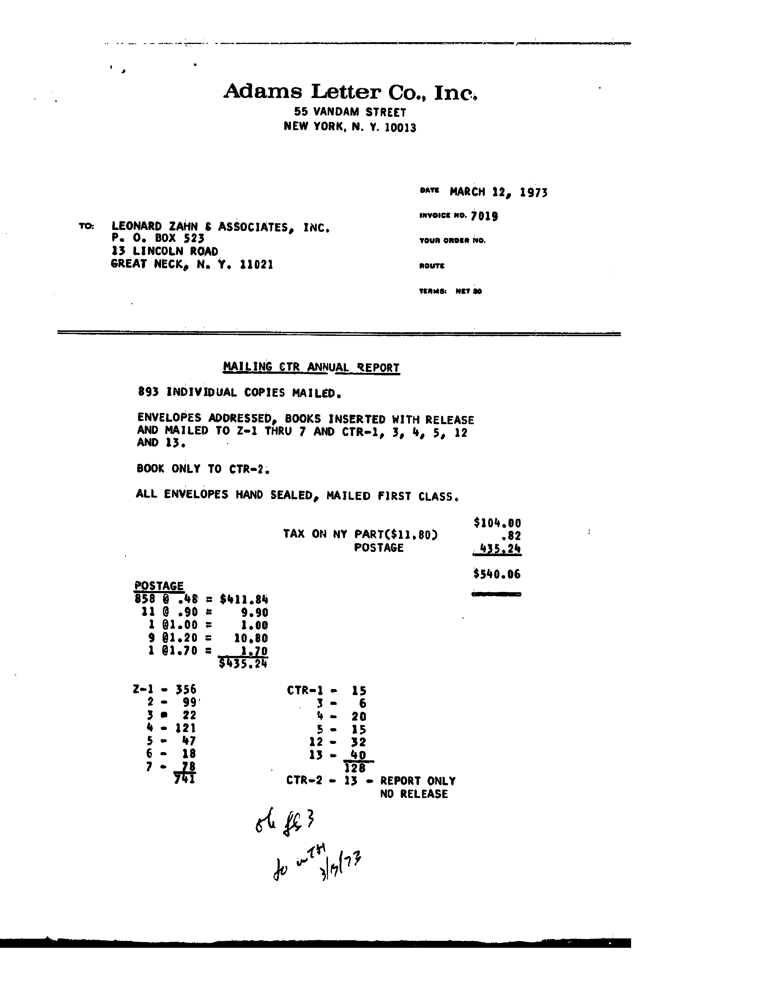 Adams Letter Co., Inc.
55 VANDAM STREET
NEW YORK, N. Y. 10013
DATE MARCH 12, 1973
INVOICE NO. 7019
TO: LEONARD ZAHN & ASSOCIATES, INC.
P. O. BOX 523
13 LINCOLN ROAD
GREAT NECK, N. Y. 11021
YOUR ORDER NO.
ROUTE
TERMS: NET 30
MAILING CTR ANNUAL REPORT
893 INDIVIDUAL COPIES MAILED.
ENVELOPES ADDRESSED, BOOKS INSERTED WITH RELEASE
AND MAILED TO Z-1 THRU 7 AND CTR-1, 3, 4, 5, 12
AND 13.
BOOK ONLY TO CTR-2.
ALL ENVELOPES HAND SEALED, MAILED FIRST CLASS.
$104.00
TAX ON NY PART($11.80) .82
POSTAGE 435.24
$540.06
POSTAGE
858 @ .48 = $411.84
11 @ .90 = 9.90
1 @1.00 = 1.00
9 @1.20 = 10.80
1 @1.70 = 1.70
$435.24
Z-1 - 356
2 - 99
3 - 22
4 - 121
5 - 47
6 - 18
7 - 78
741
CTR-1 - 15
3 - 6
4 - 20
5 - 15
12 - 32
13 - 40
128
CTR-2 - 13 - REPORT ONLY
NO RELEASE
to WTH